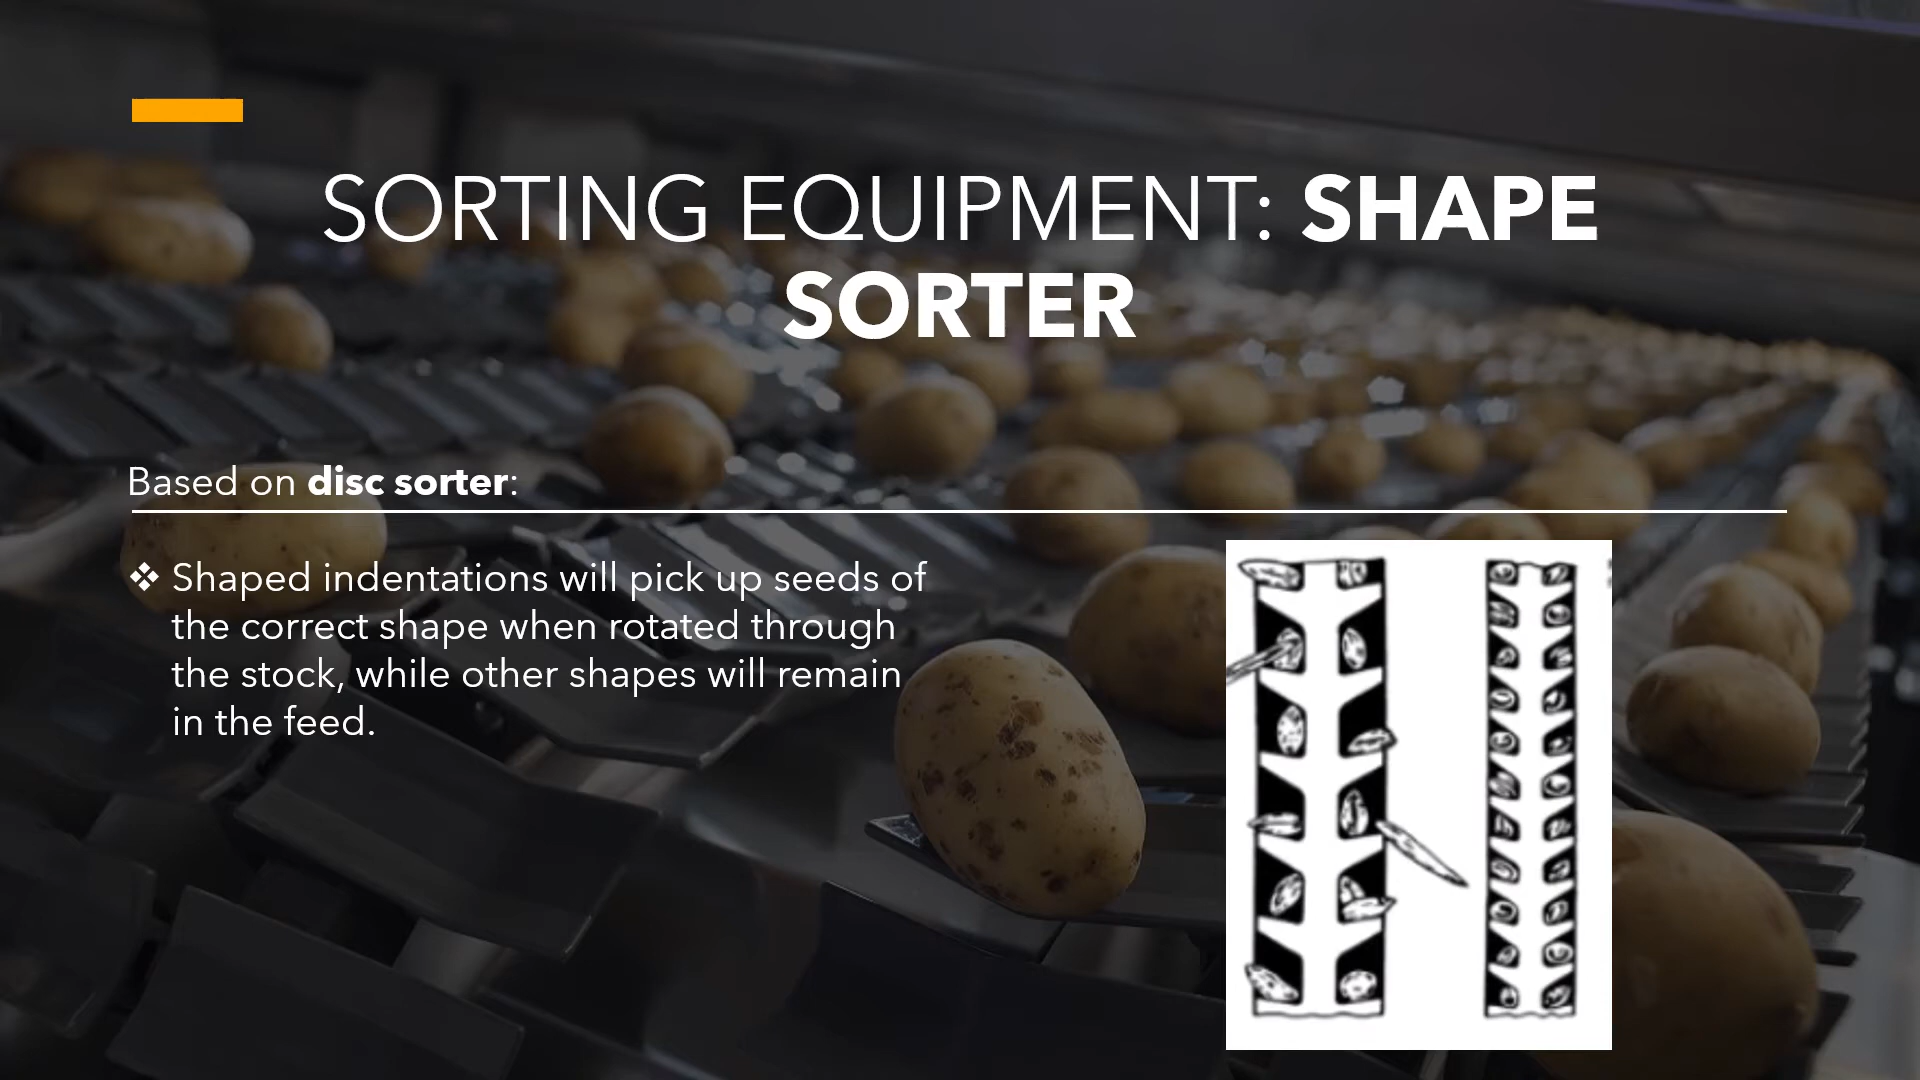 SORTING EQUIPMENT: SHAPE
SORTER
Based on disc sorter:
❖ Shaped indentations will pick up seeds of
the correct shape when rotated through
the stock, while other shapes will remain
in the feed.